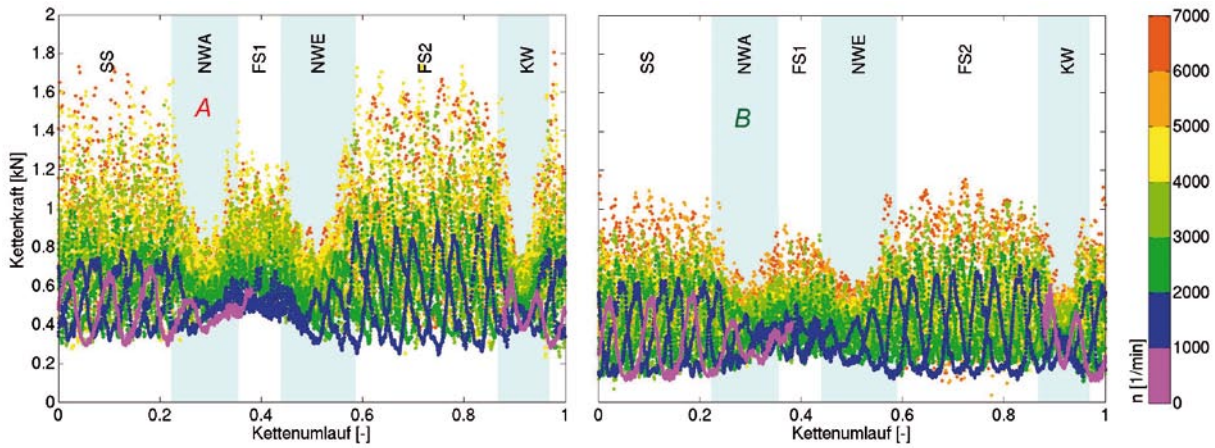 2
1.8
1.6
1.4
1.2
1
0.8
0.6
0.4
0.2
0
Kettenkraft [kN]
SS
NWA
FS1
NWE
FS2
KW
A
0 0.2 0.4 0.6 0.8 1
Kettenumlauf [-]
SS
NWA
FS1
NWE
FS2
KW
B
0 0.2 0.4 0.6 0.8 1
Kettenumlauf [-]
7000
6000
5000
4000
3000
2000
1000
0
n [1/min]